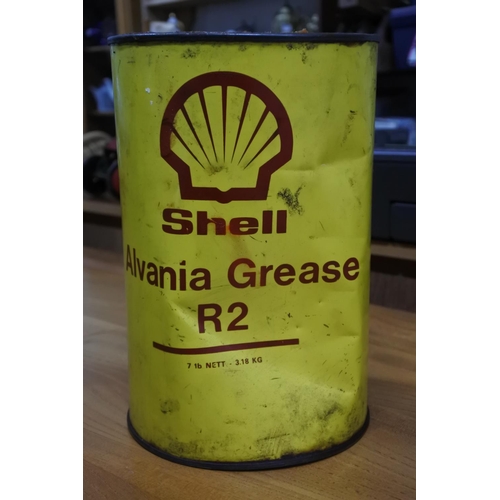 Shell
Alvania Grease
R2
7 lb NETT - 3.18 KG